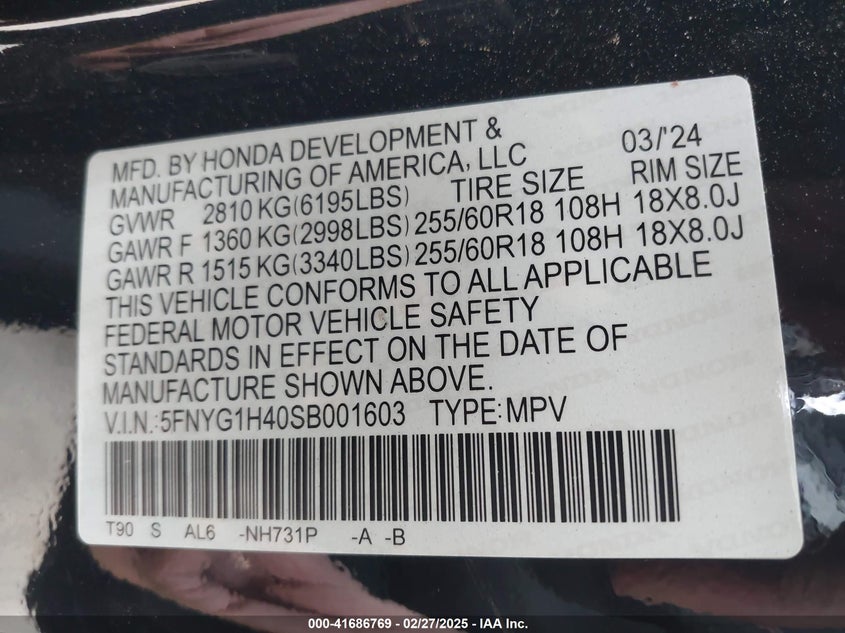 MFD. BY HONDA DEVELOPMENT & 03/'24
MANUFACTURING OF AMERICA, LLC
GVWR 2810 KG(6195LBS) TIRE SIZE RIM SIZE
GAWR F 1360 KG(2998LBS) 255/60R18 108H 18X8.0J
GAWR R 1515 KG(3340LBS) 255/60R18 108H 18X8.0J
THIS VEHICLE CONFORMS TO ALL APPLICABLE
FEDERAL MOTOR VEHICLE SAFETY
STANDARDS IN EFFECT ON THE DATE OF
MANUFACTURE SHOWN ABOVE.
V.I.N.:5FNYG1H40SB001603 TYPE:MPV
T90 S AL6 -NH731P -A -B
000-41686769 - 02/27/2025 - IAA Inc.